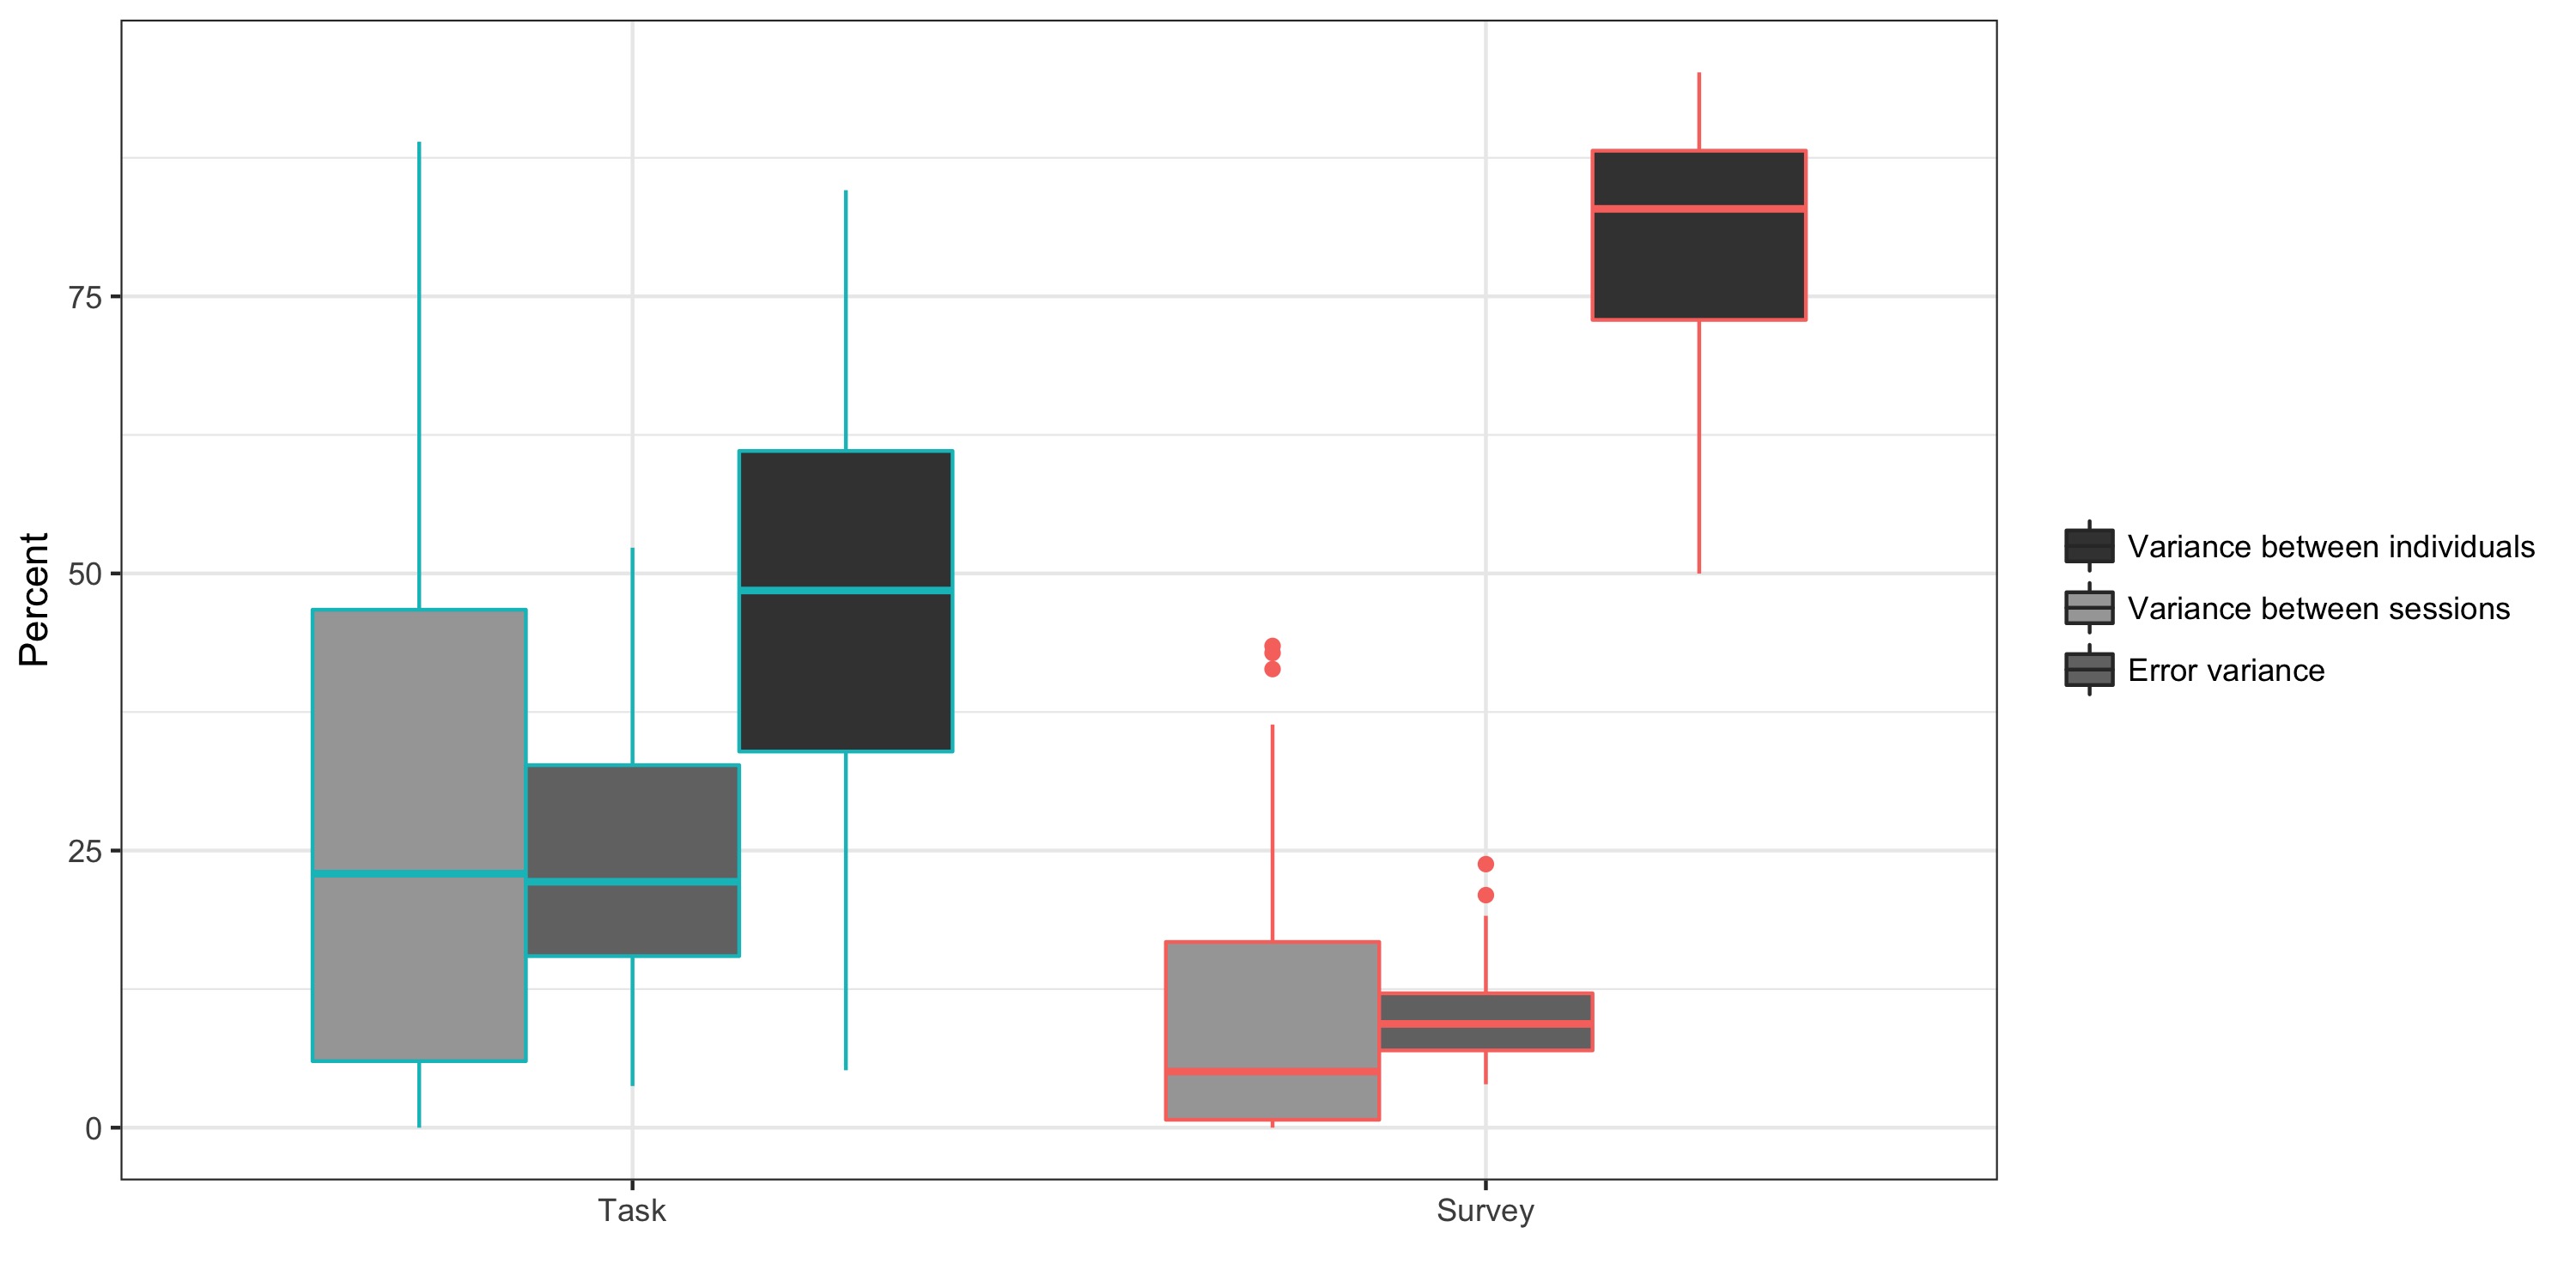 Percent
75
50
25
0
Task
Survey
Variance between individuals
Variance between sessions
Error variance